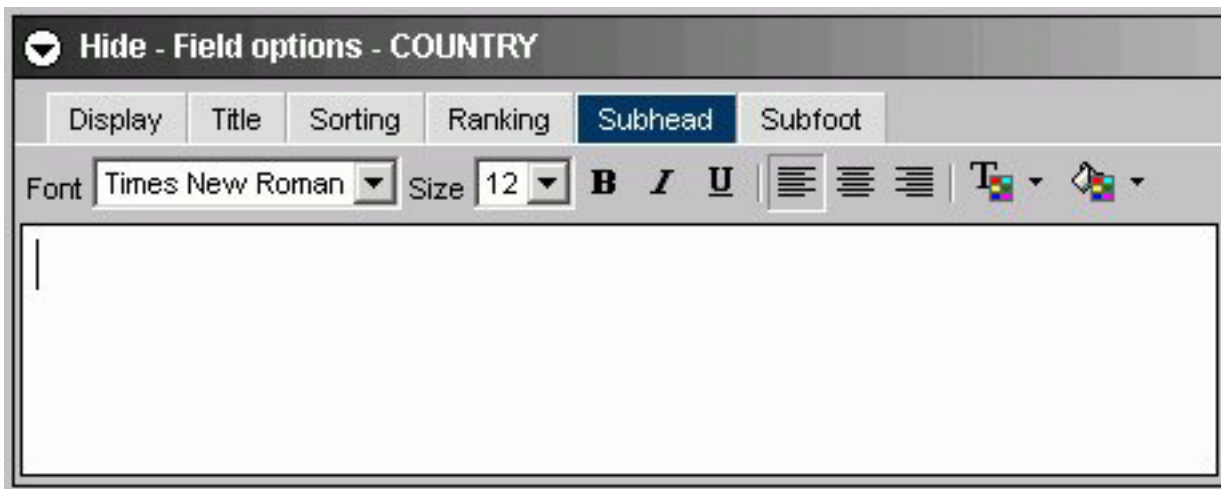 Hide - Field options - COUNTRY
Display Title Sorting Ranking Subhead Subfoot
Font Times New Roman Size 12 B I U T